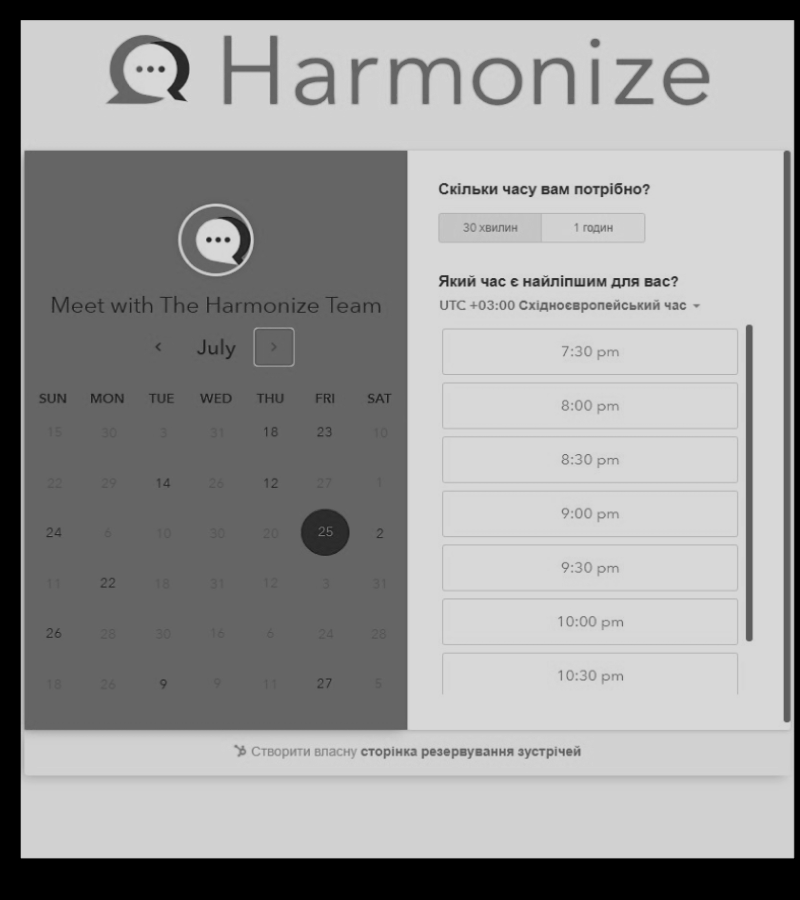 Harmonize
Meet with The Harmonize Team
July
SUN MON TUE WED THU FRI SAT
15 30 3 31 18 23 10
22 29 14 26 12 27 1
24 6 10 30 20 25 2
11 22 18 31 12 3 31
26 28 30 16 6 24 28
18 26 9 9 11 27 5
Скільки часу вам потрібно?
30 хвилин 1 годин
Який час є найліпшим для вас?
UTC +03:00 Східноєвропейський час
7:30 pm
8:00 pm
8:30 pm
9:00 pm
9:30 pm
10:00 pm
10:30 pm
Створити власну сторінка резервування зустрічей